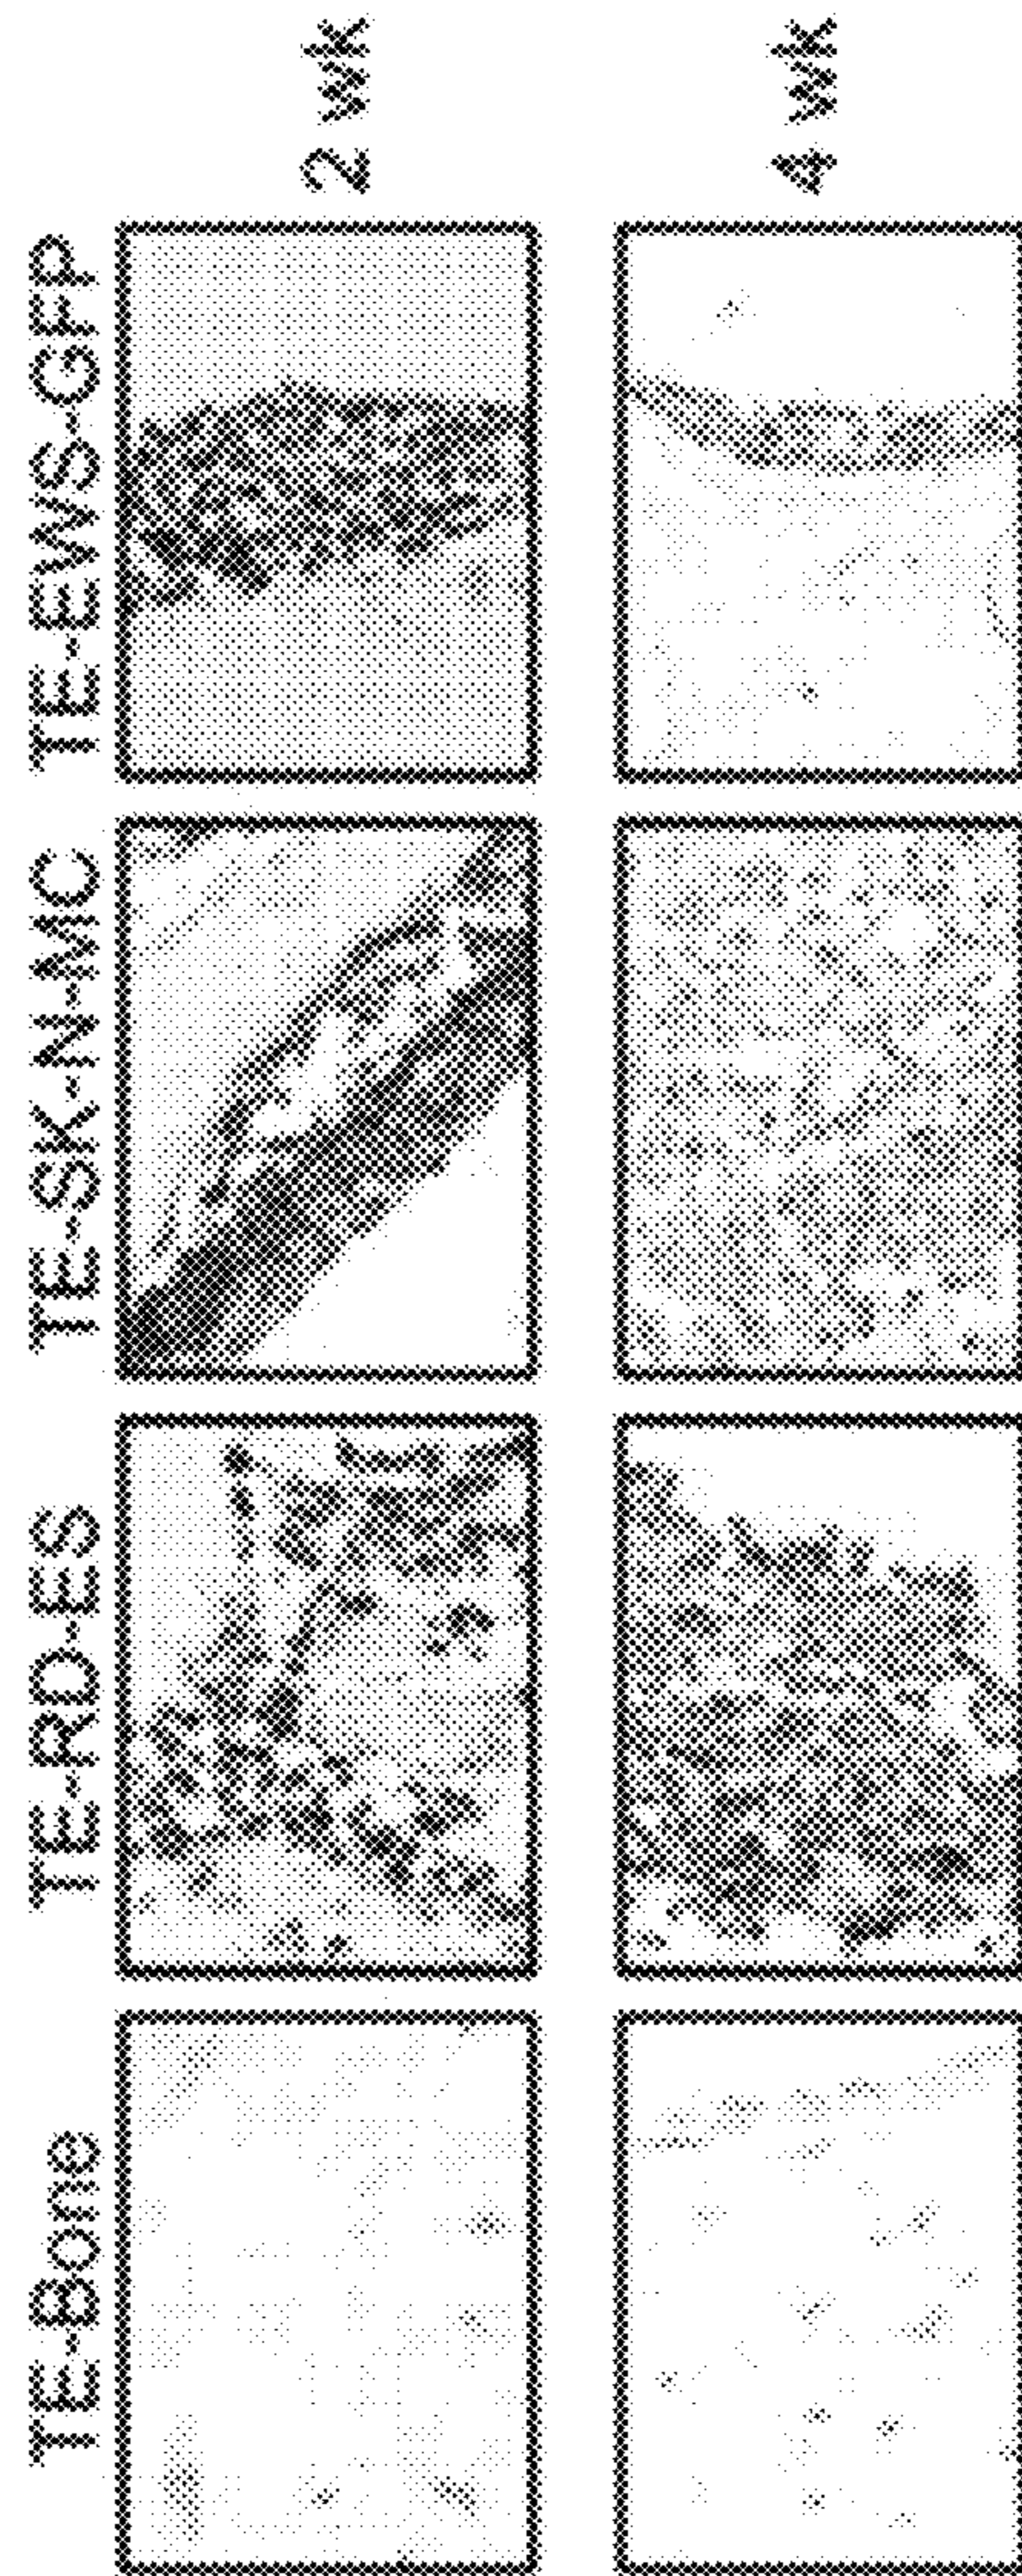 TE-Bone
TE-RD-ES
TE-SK-N-MC
TE-EWS-GFP
2 wk
4 wk